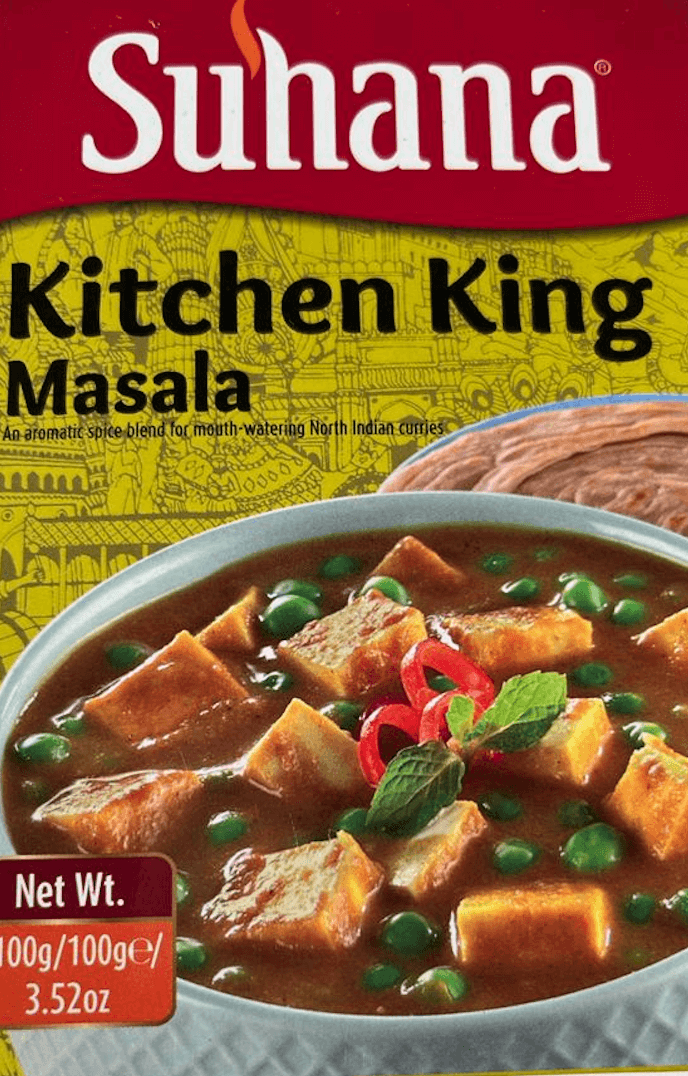 Suhana®
Kitchen King
Masala
An aromatic spice blend for mouth-watering North Indian curries
Net Wt.
100g/100g℮/
3.52oz